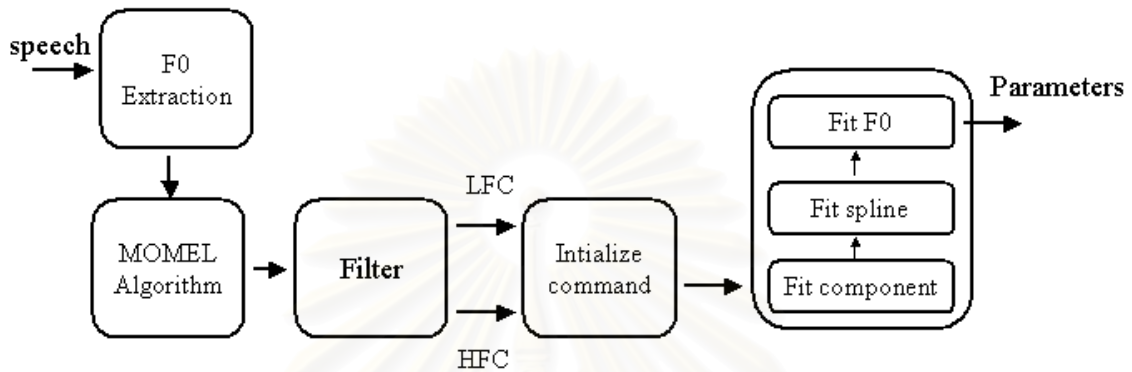 speech
F0
Extraction
MOMEL
Algorithm
Filter
LFC
HFC
Intialize
command
Fit F0
Fit spline
Fit component
Parameters